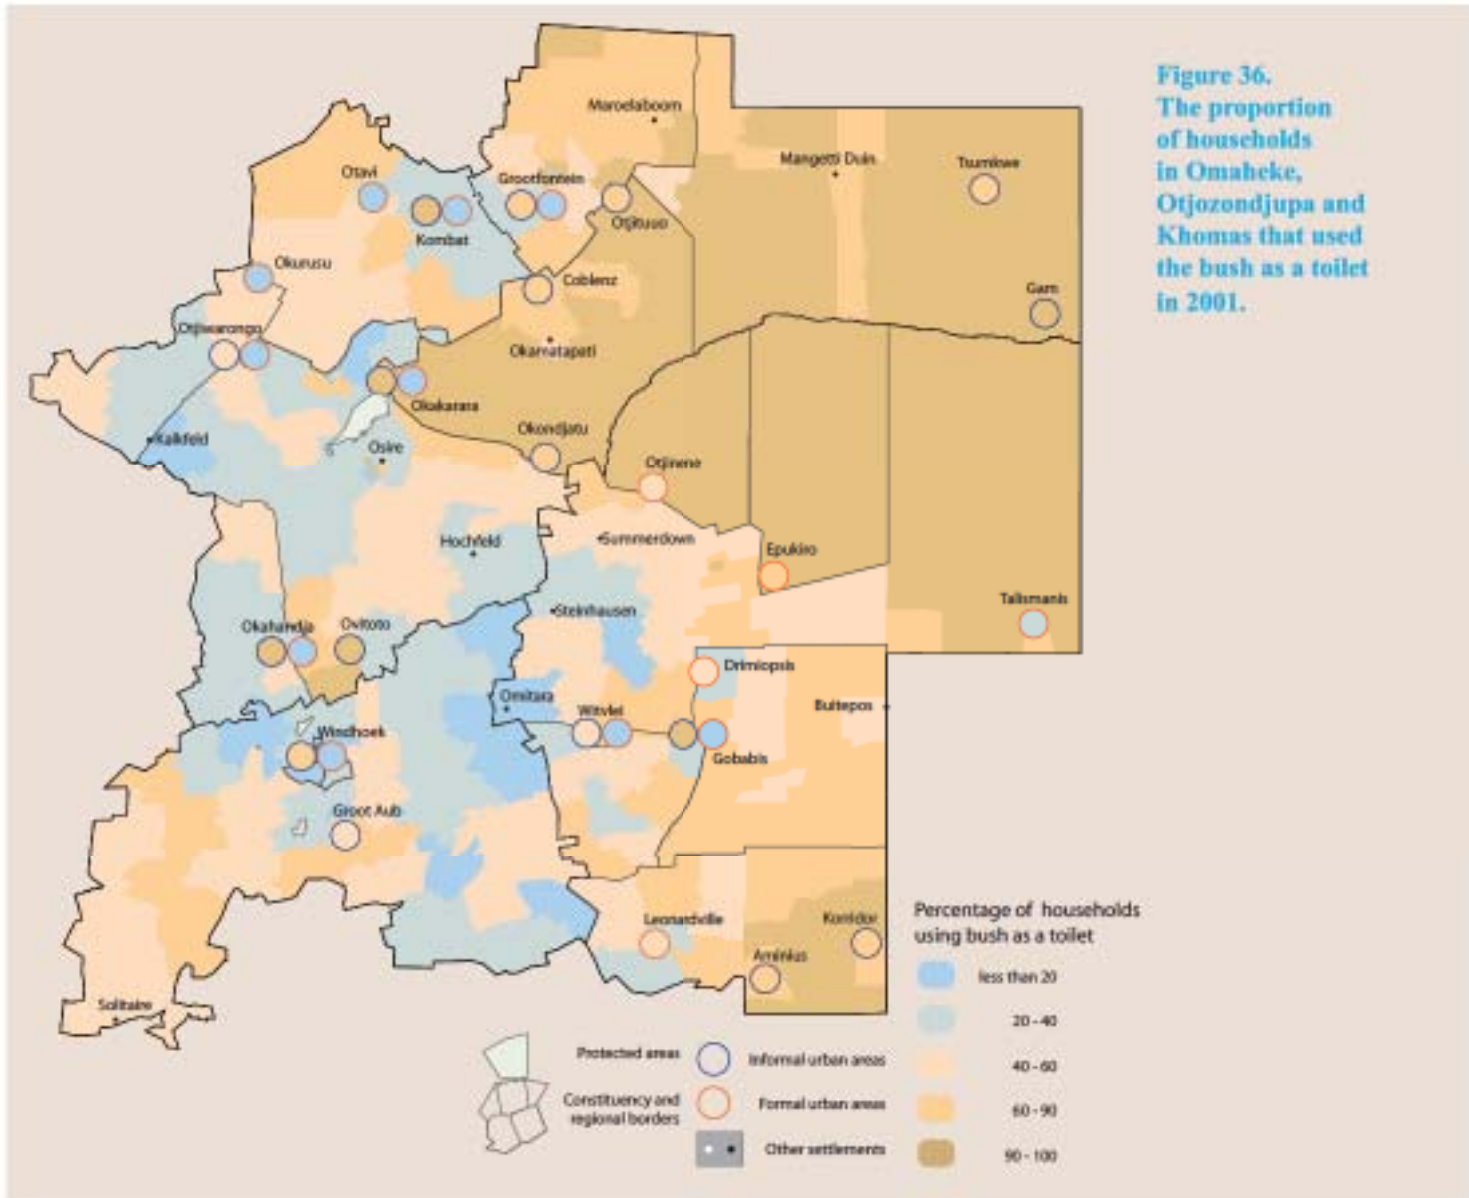 Figure 36.
The proportion
of households
in Omaheke,
Otjozondjupa and
Khomas that used
the bush as a toilet
in 2001.
Maroelaboom
Mangetti Duin
Tsumkwe
Otavi
Grootfontein
Kombat
Otjituuo
Okurusu
Coblenz
Gam
Otjiwarongo
Okamatapati
Okakarara
Okondjatu
Kalkfeld
Osire
Otjinene
Hochfeld
Summerdown
Epukiro
Steinhausen
Talismanis
Okahandja
Ovitoto
Drimiopsis
Omitara
Witvlei
Buitepos
Windhoek
Gobabis
Groot Aub
Leonardville
Korridor
Aminius
Solitaire
Percentage of households
using bush as a toilet
less than 20
20 - 40
40 - 60
60 - 90
90 - 100
Protected areas
Constituency and
regional borders
Informal urban areas
Formal urban areas
Other settlements